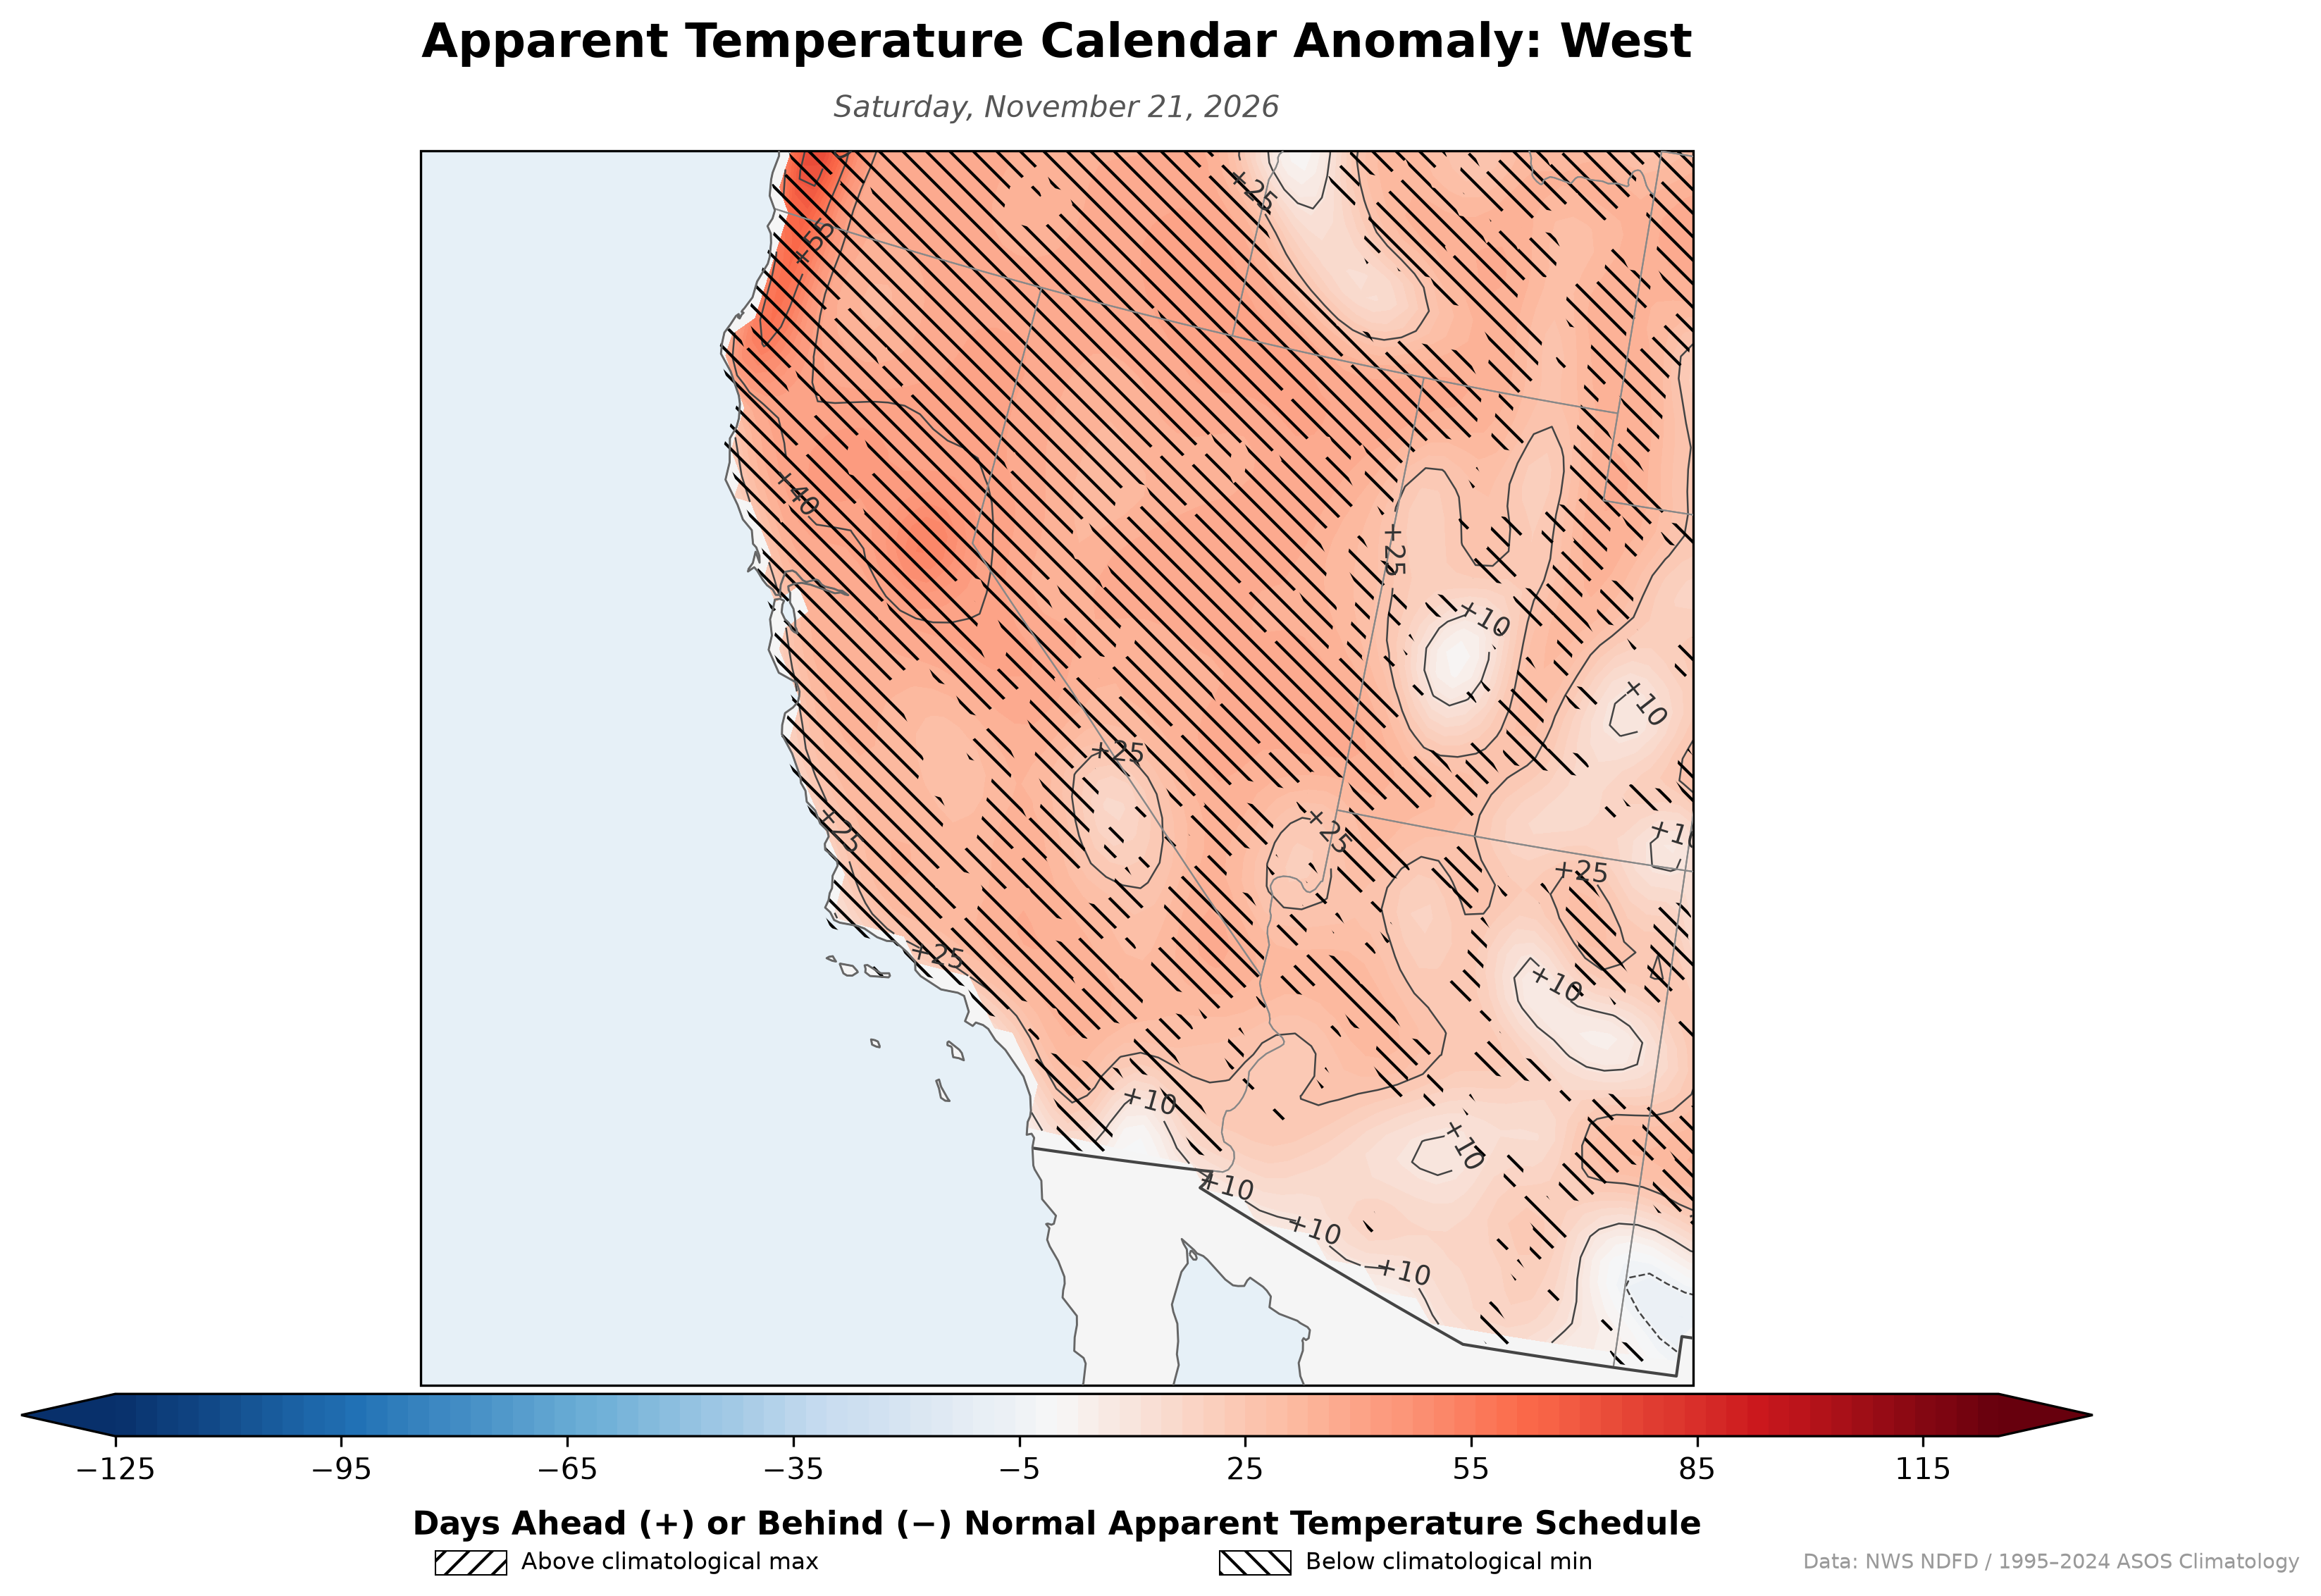 Apparent Temperature Calendar Anomaly: West
Saturday, November 21, 2026
+25
+55
+40
+25
+10
+10
+25
+25
+25
+10
+25
+25
+10
+10
+10
+10
+10
+10
−125 −95 −65 −35 −5 25 55 85 115
Days Ahead (+) or Behind (−) Normal Apparent Temperature Schedule
Above climatological max
Below climatological min
Data: NWS NDFD / 1995–2024 ASOS Climatology